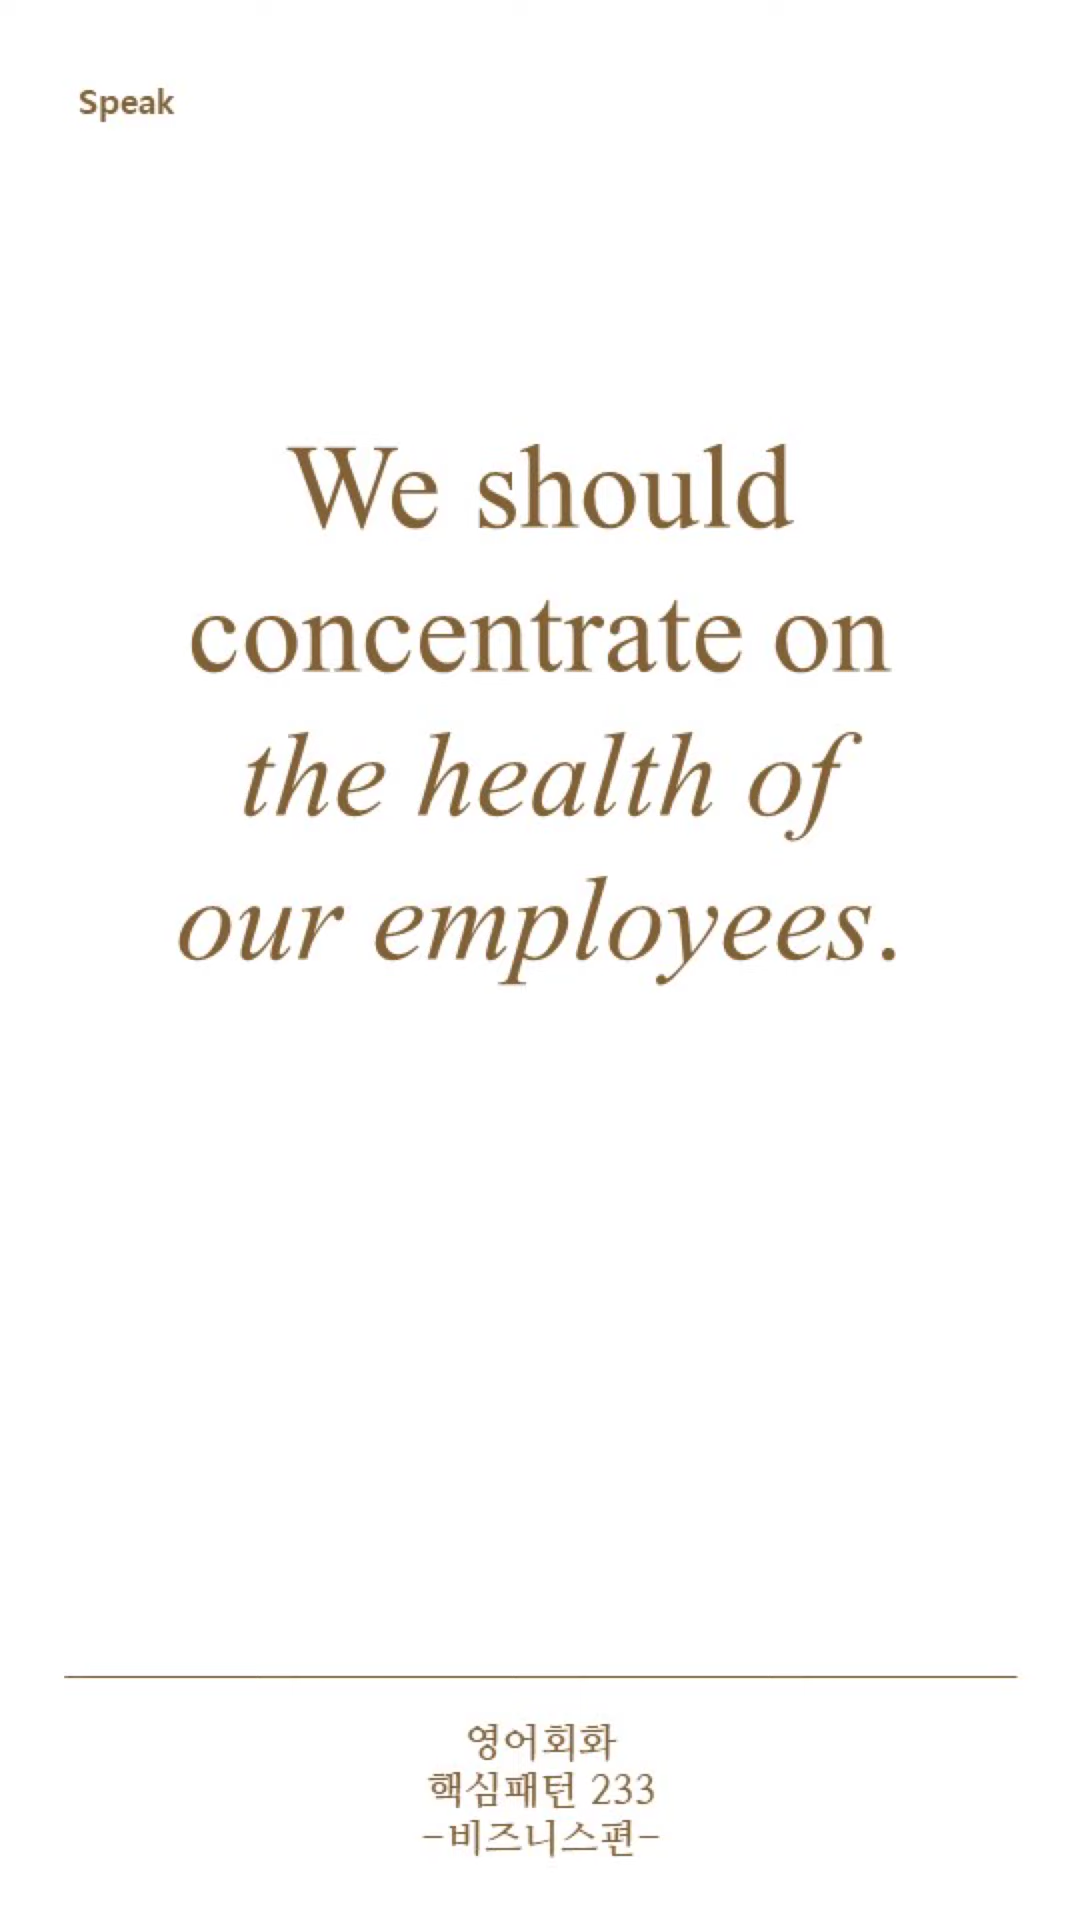 Speak
We should
concentrate on
the health of
our employees.
영어회화
핵심패턴 233
-비즈니스편-